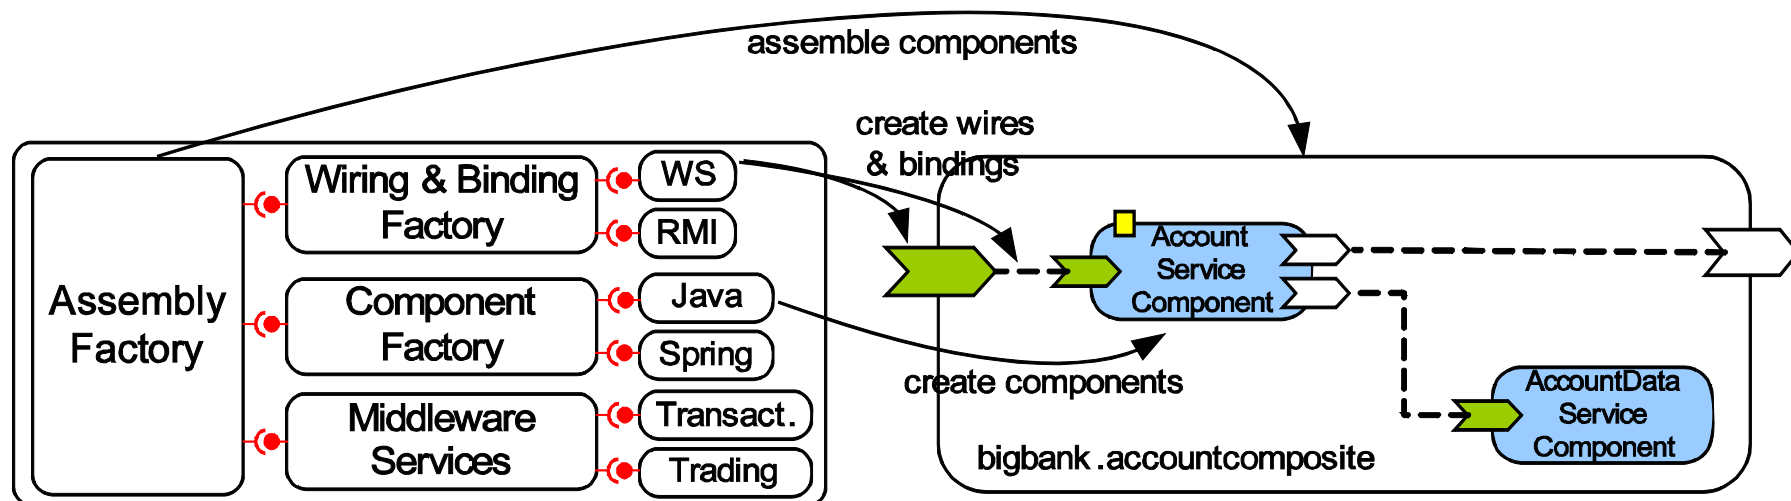 assemble components
create wires
& bindings
Assembly
Factory
Wiring & Binding
Factory
WS
RMI
Component
Factory
Java
Spring
Middleware
Services
Transact.
Trading
create components
Account
Service
Component
AccountData
Service
Component
bigbank.accountcomposite